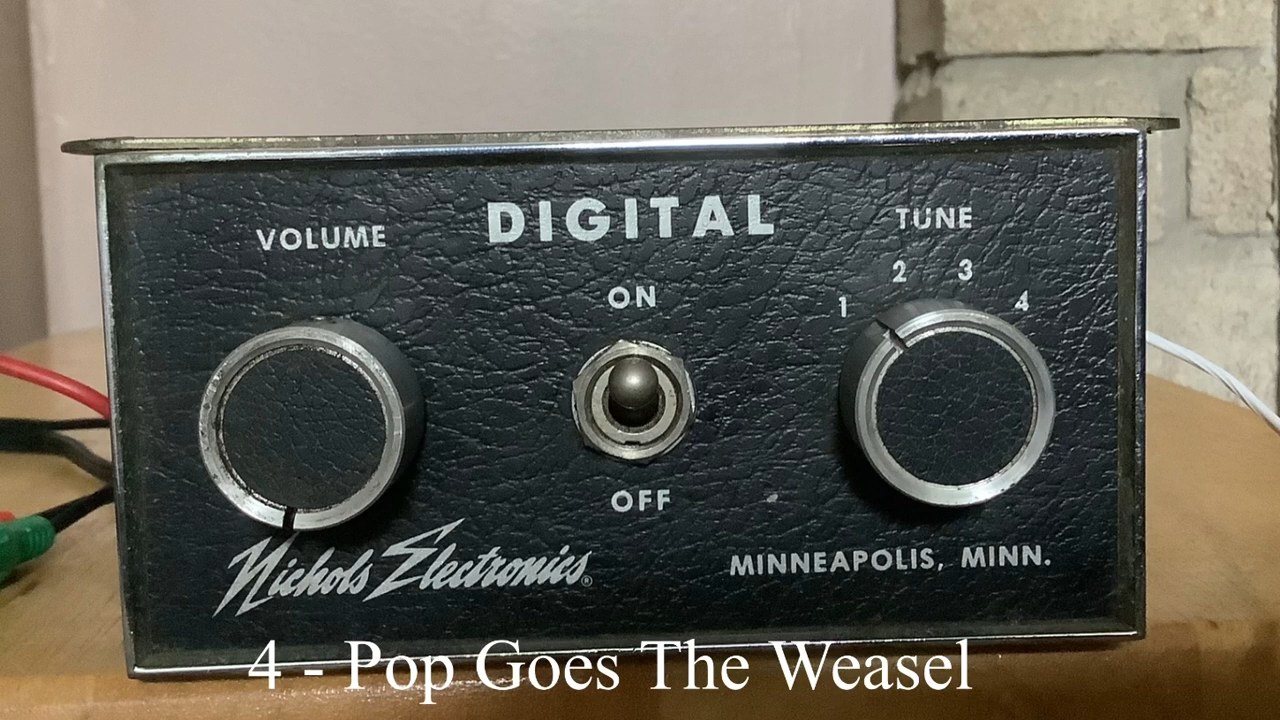 DIGITAL
VOLUME
TUNE
ON
1 2 3 4
OFF
Nichols Electronics®
MINNEAPOLIS, MINN.
4 - Pop Goes The Weasel